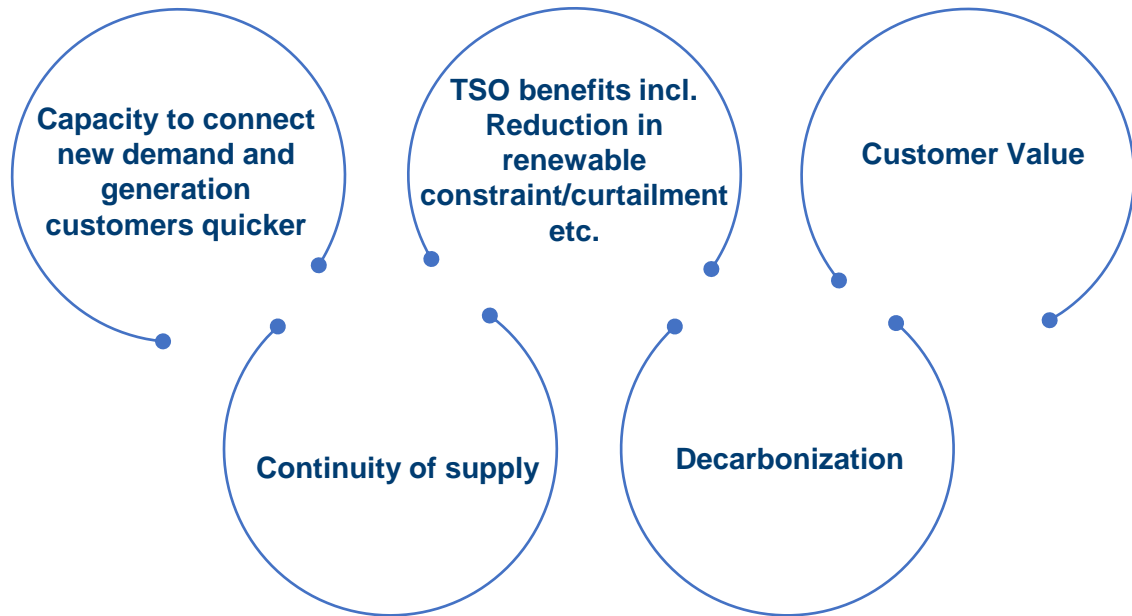 Capacity to connect
new demand and
generation
customers quicker
TSO benefits incl.
Reduction in
renewable
constraint/curtailment
etc.
Customer Value
Continuity of supply
Decarbonization